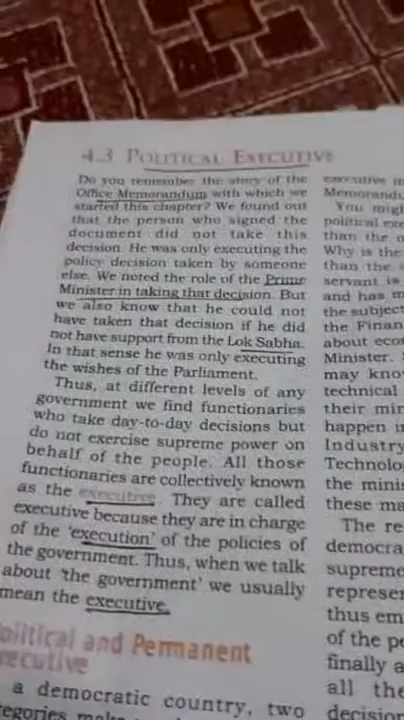 4.3 POLITICAL EXECUTIVE
Do you remember the story of the
Office Memorandum with which we
started this chapter? We found out
that the person who signed the
document did not take this
decision. He was only executing the
policy decision taken by someone
else. We noted the role of the Prime
Minister in taking that decision. But
we also know that he could not
have taken that decision if he did
not have support from the Lok Sabha.
In that sense he was only executing
the wishes of the Parliament.
Thus, at different levels of any
government we find functionaries
who take day-to-day decisions but
do not exercise supreme power on
behalf of the people. All those
functionaries are collectively known
as the executive. They are called
executive because they are in charge
of the 'execution' of the policies of
the government. Thus, when we talk
about 'the government' we usually
mean the executive.
Political and Permanent
Executive
a democratic country, two
executive
You
political
than the
Why is the
than the
servant is
and has
the subject
the Finan
about
Minister.
may
technical
their
happen
Industry
Technolo
the minis
these
The
democra
supreme
represen
thus em
of the
finally a
all the
decision